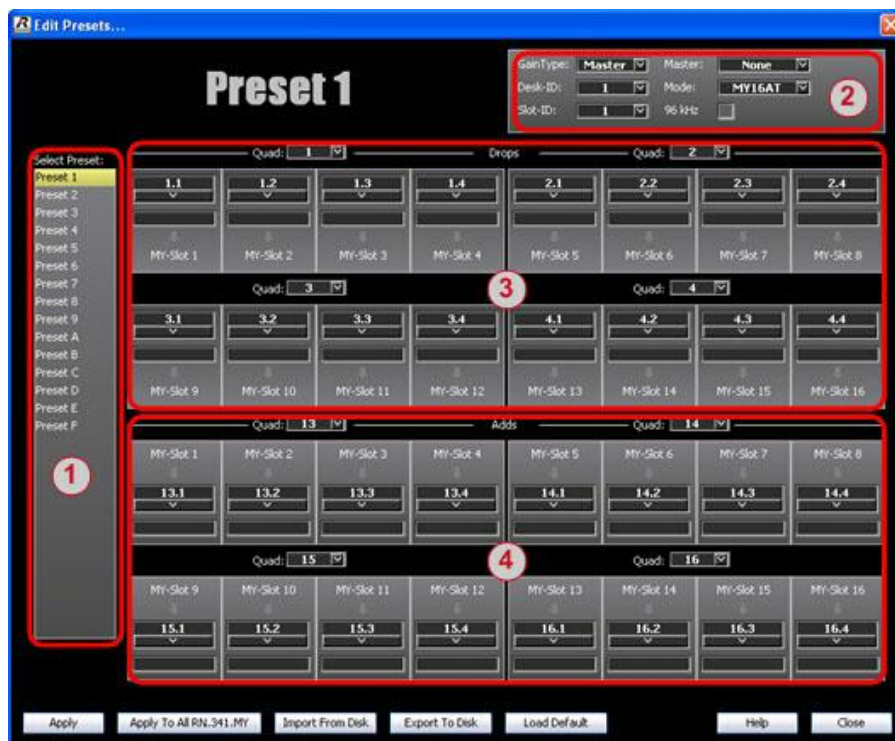 Edit Presets...
Preset 1
GainType: Master Master: None
Desk-ID: 1 Mode: MY16AT
Slot-ID: 1 96 kHz
2
Select Preset:
Preset 1
Preset 2
Preset 3
Preset 4
Preset 5
Preset 6
Preset 7
Preset 8
Preset 9
Preset A
Preset B
Preset C
Preset D
Preset E
Preset F
1
Quad: 1 Drops Quad: 2
1.1 1.2 1.3 1.4 2.1 2.2 2.3 2.4
MY-Slot 1 MY-Slot 2 MY-Slot 3 MY-Slot 4 MY-Slot 5 MY-Slot 6 MY-Slot 7 MY-Slot 8
Quad: 3 3 Quad: 4
3.1 3.2 3.3 3.4 4.1 4.2 4.3 4.4
MY-Slot 9 MY-Slot 10 MY-Slot 11 MY-Slot 12 MY-Slot 13 MY-Slot 14 MY-Slot 15 MY-Slot 16
Quad: 13 Adds Quad: 14
MY-Slot 1 MY-Slot 2 MY-Slot 3 MY-Slot 4 MY-Slot 5 MY-Slot 6 MY-Slot 7 MY-Slot 8
13.1 13.2 13.3 13.4 14.1 14.2 14.3 14.4
Quad: 15 4 Quad: 16
MY-Slot 9 MY-Slot 10 MY-Slot 11 MY-Slot 12 MY-Slot 13 MY-Slot 14 MY-Slot 15 MY-Slot 16
15.1 15.2 15.3 15.4 16.1 16.2 16.3 16.4
Apply Apply To All RN.341.MY Import From Disk Export To Disk Load Default Help Close